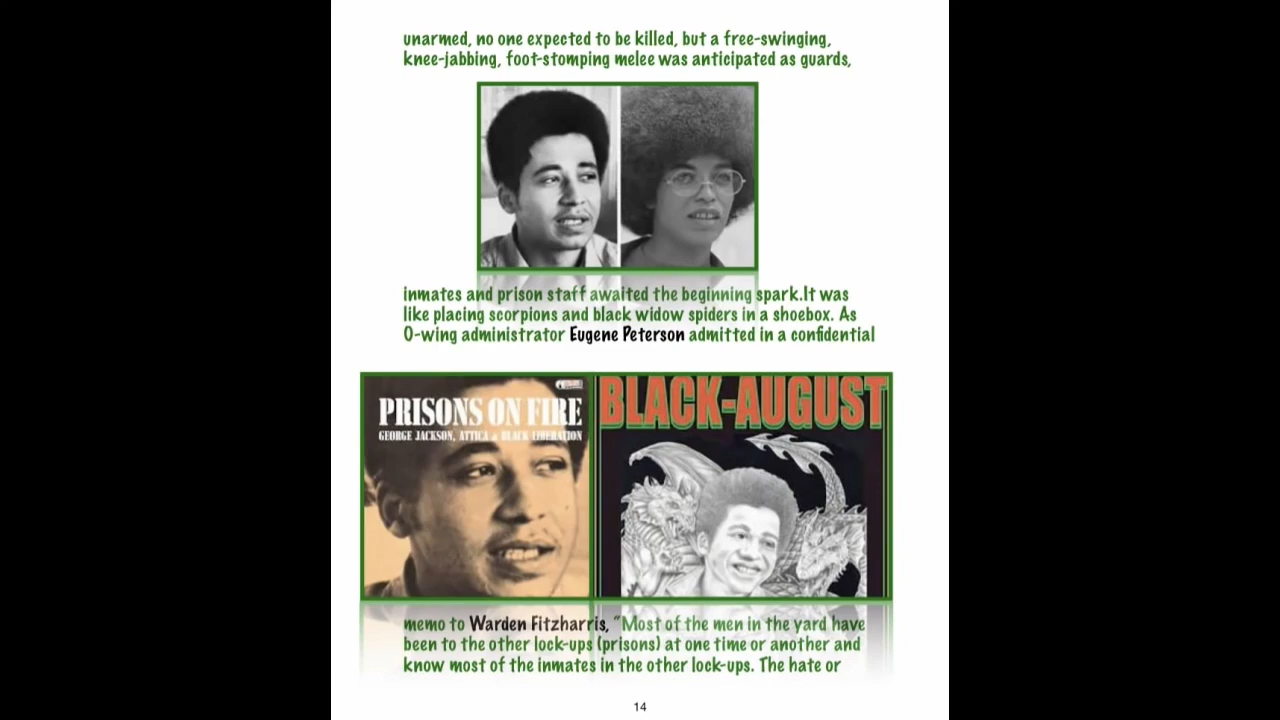 unarmed, no one expected to be killed, but a free-swinging,
knee-jabbing, foot-stomping melee was anticipated as guards,
inmates and prison staff awaited the beginning spark.It was
like placing scorpions and black widow spiders in a shoebox. As
O-wing administrator Eugene Peterson admitted in a confidential
PRISONS ON FIRE
GEORGE JACKSON, ATTICA & BLACK LIBERATION
BLACK-AUGUST
memo to Warden Fitzharris, "Most of the men in the yard have
been to the other lock-ups (prisons) at one time or another and
know most of the inmates in the other lock-ups. The hate or
14